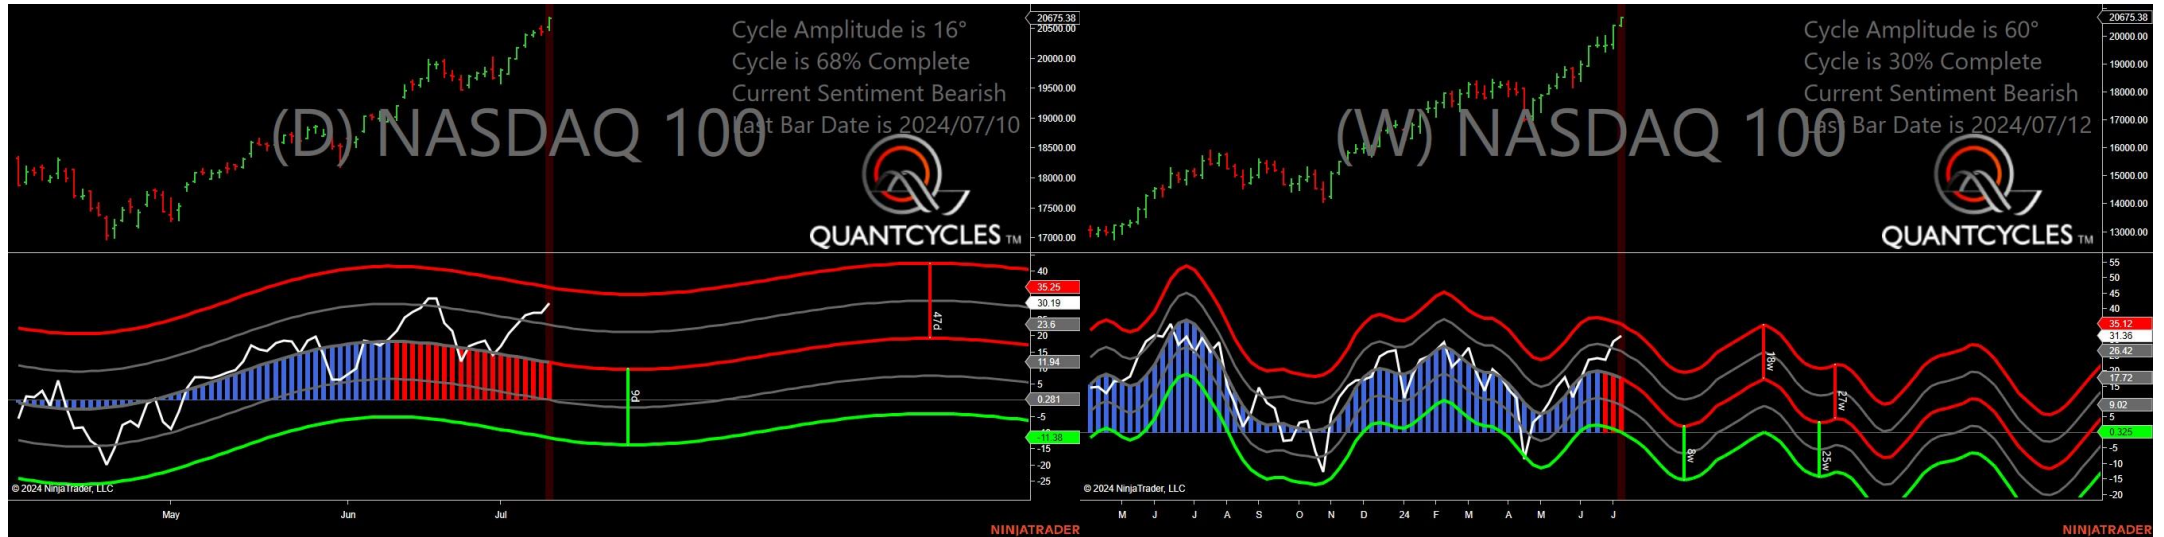 Cycle Amplitude is 16°
Cycle is 68% Complete
Current Sentiment Bearish
Last Bar Date is 2024/07/10
(D) NASDAQ 100
QUANTCYCLES TM
20675.38
20500.00
20000.00
19500.00
19000.00
18500.00
18000.00
17500.00
17000.00
40
35.25
30.19
23.6
20
15
11.94
5
0.281
-5
-11.38
-15
-20
-25
47d
9d
© 2024 NinjaTrader, LLC
May Jun Jul
NINJATRADER
Cycle Amplitude is 60°
Cycle is 30% Complete
Current Sentiment Bearish
Last Bar Date is 2024/07/12
(W) NASDAQ 100
QUANTCYCLES TM
20675.38
20000.00
19000.00
18000.00
17000.00
16000.00
15000.00
14000.00
13000.00
55
50
45
40
35.12
31.36
26.42
17.72
15
9.02
5
0.325
-5
-10
-15
-20
18w
27w
8w
25w
© 2024 NinjaTrader, LLC
M J J A S O N D 24 F M A M J J
NINJATRADER